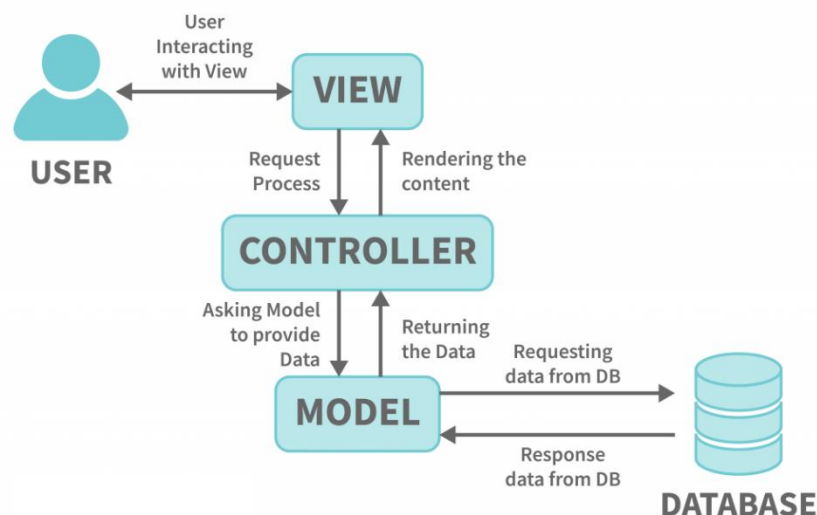 User
Interacting
with View
VIEW
USER
Request
Process
Rendering the
content
CONTROLLER
Asking Model
to provide
Data
Returning
the Data
Requesting
data from DB
MODEL
Response
data from DB
DATABASE